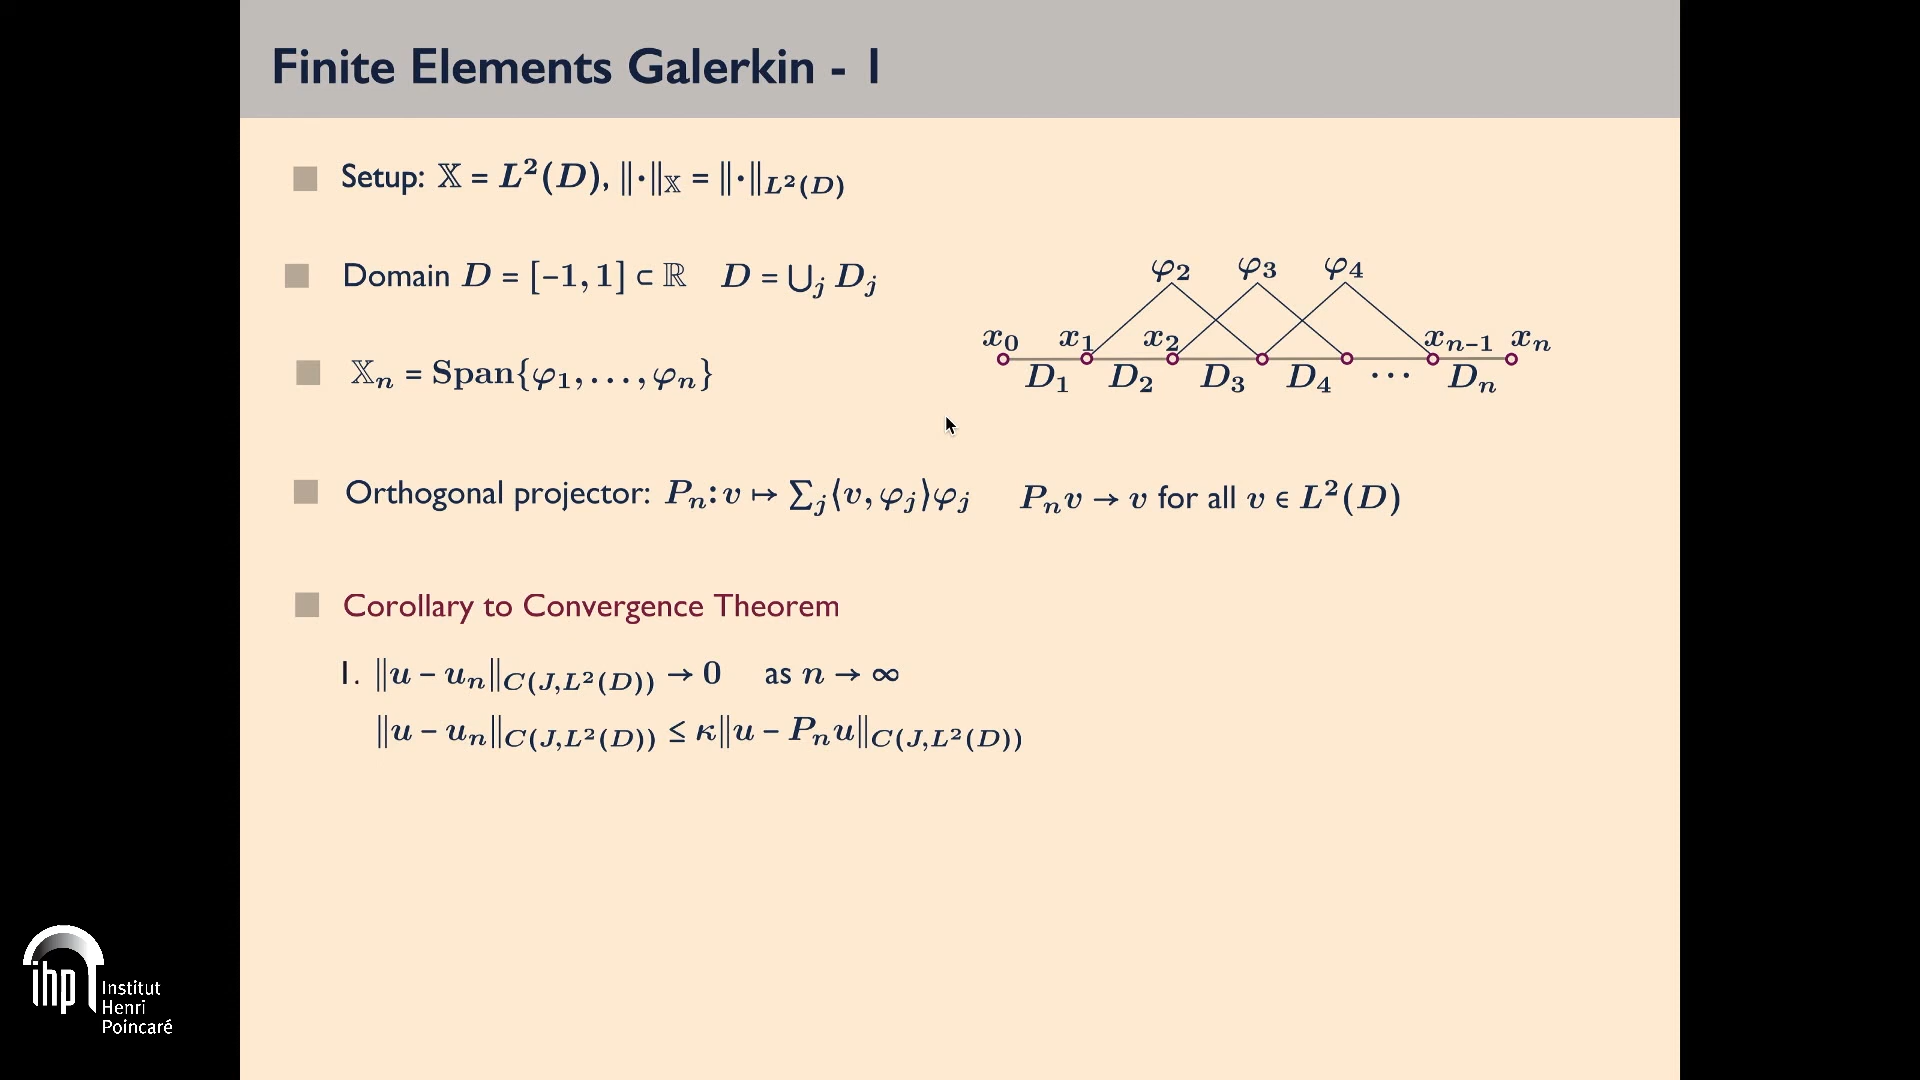 Finite Elements Galerkin - 1
Setup: 𝕏 = L²(D), ‖·‖_𝕏 = ‖·‖_{L²(D)}
Domain D = [−1, 1] ⊂ ℝ D = ⋃_j D_j
φ₂ φ₃ φ₄
x₀ x₁ x₂ x_{n−1} x_n
D₁ D₂ D₃ D₄ ⋯ D_n
𝕏_n = Span{φ₁, …, φ_n}
Orthogonal projector: P_n: v ↦ ∑_j⟨v, φ_j⟩φ_j P_n v → v for all v ∈ L²(D)
Corollary to Convergence Theorem
1. ‖u − u_n‖_{C(J,L²(D))} → 0 as n → ∞
‖u − u_n‖_{C(J,L²(D))} ≤ κ‖u − P_n u‖_{C(J,L²(D))}
ihp Institut
Henri
Poincaré